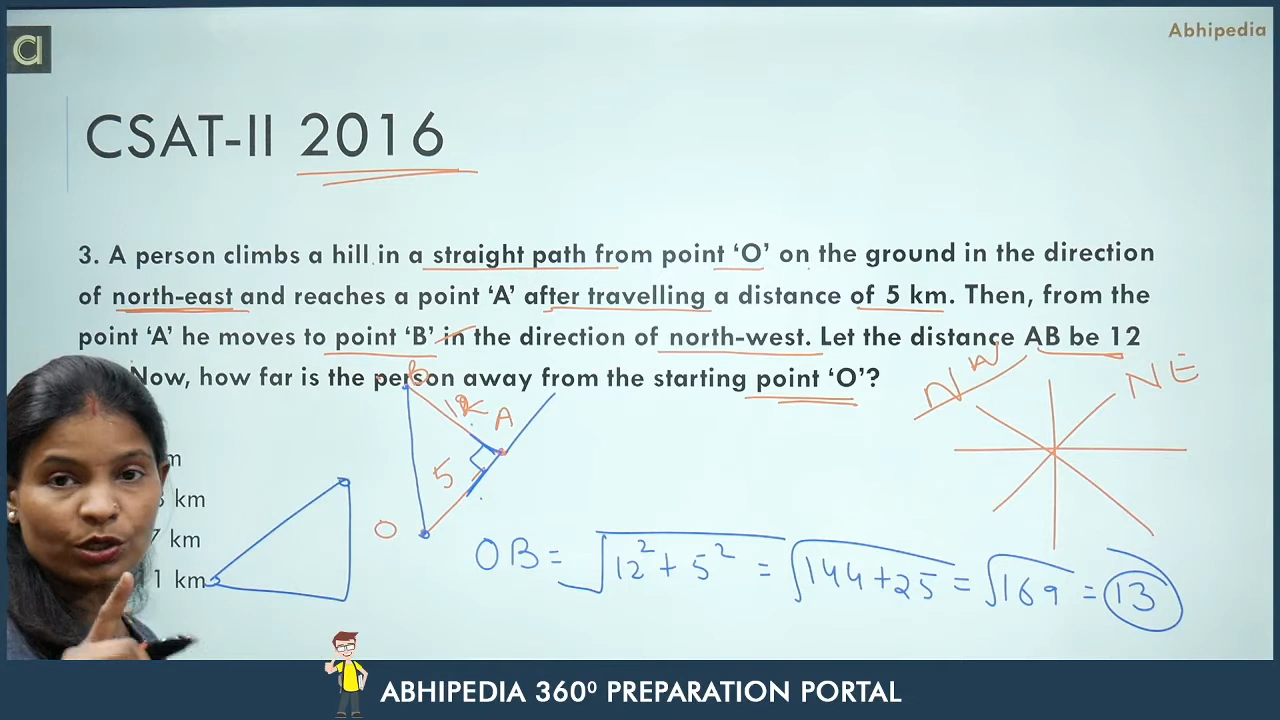 a
Abhipedia
CSAT-II 2016
3. A person climbs a hill in a straight path from point ‘O’ on the ground in the direction
of north-east and reaches a point ‘A’ after travelling a distance of 5 km. Then, from the
point ‘A’ he moves to point ‘B’ in the direction of north-west. Let the distance AB be 12
Now, how far is the person away from the starting point ‘O’?
NW
NE
B
12
A
5
km
7 km
1 km
O
OB = √12² + 5² = √144 + 25 = √169 = 13
ABHIPEDIA 360⁰ PREPARATION PORTAL